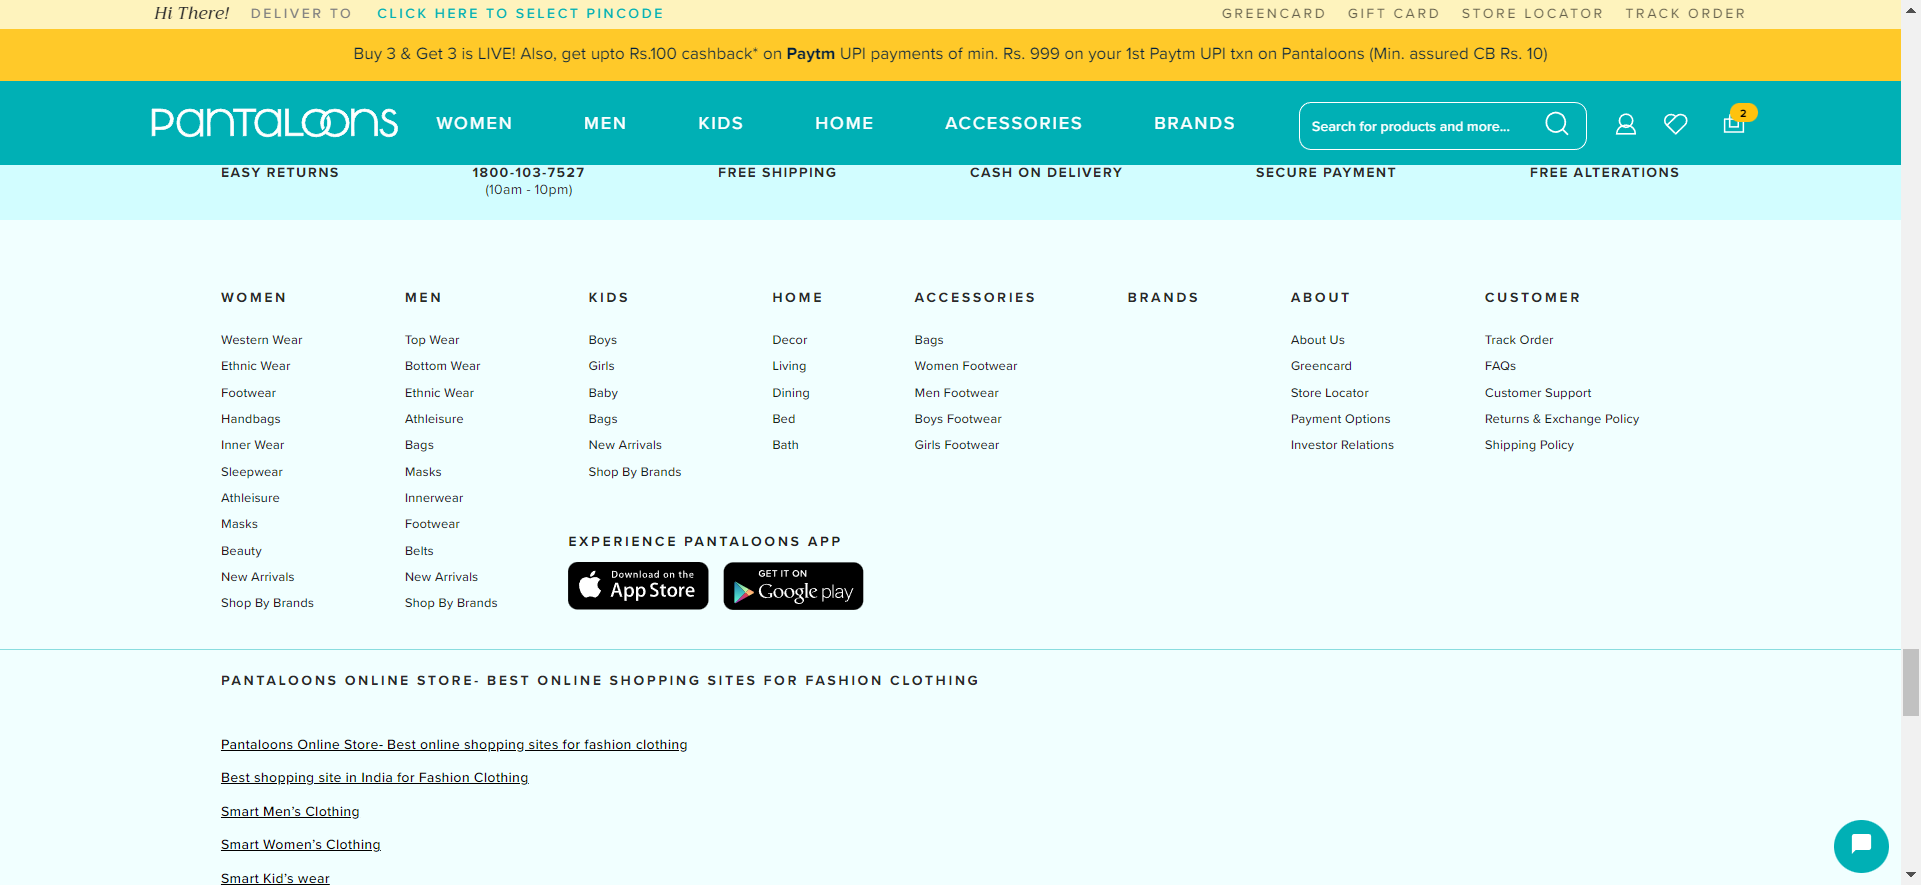 Hi There! DELIVER TO CLICK HERE TO SELECT PINCODE GREENCARD GIFT CARD STORE LOCATOR TRACK ORDER
Buy 3 & Get 3 is LIVE! Also, get upto Rs.100 cashback* on Paytm UPI payments of min. Rs. 999 on your 1st Paytm UPI txn on Pantaloons (Min. assured CB Rs. 10)
PANTALOONS WOMEN MEN KIDS HOME ACCESSORIES BRANDS Search for products and more... 2
EASY RETURNS 1800-103-7527 FREE SHIPPING CASH ON DELIVERY SECURE PAYMENT FREE ALTERATIONS
(10am - 10pm)
WOMEN
Western Wear
Ethnic Wear
Footwear
Handbags
Inner Wear
Sleepwear
Athleisure
Masks
Beauty
New Arrivals
Shop By Brands
MEN
Top Wear
Bottom Wear
Ethnic Wear
Athleisure
Bags
Masks
Innerwear
Footwear
Belts
New Arrivals
Shop By Brands
KIDS
Boys
Girls
Baby
Bags
New Arrivals
Shop By Brands
HOME
Decor
Living
Dining
Bed
Bath
ACCESSORIES
Bags
Women Footwear
Men Footwear
Boys Footwear
Girls Footwear
BRANDS
ABOUT
About Us
Greencard
Store Locator
Payment Options
Investor Relations
CUSTOMER
Track Order
FAQs
Customer Support
Returns & Exchange Policy
Shipping Policy
EXPERIENCE PANTALOONS APP
Download on the
App Store
GET IT ON
Google play
PANTALOONS ONLINE STORE- BEST ONLINE SHOPPING SITES FOR FASHION CLOTHING
Pantaloons Online Store- Best online shopping sites for fashion clothing
Best shopping site in India for Fashion Clothing
Smart Men's Clothing
Smart Women's Clothing
Smart Kid's wear